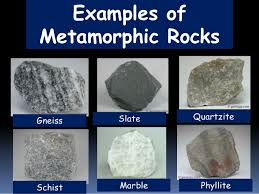 Examples of
Metamorphic Rocks
Gneiss
Slate
Quartzite
Schist
Marble
Phyllite